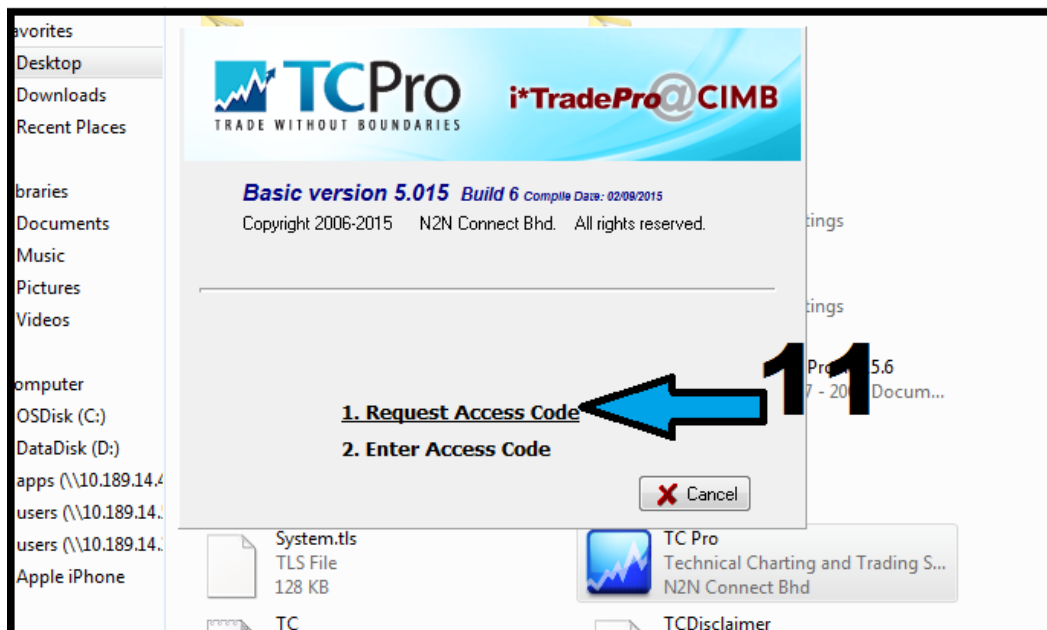 avorites
Desktop
Downloads
Recent Places
braries
Documents
Music
Pictures
Videos
omputer
OSDisk (C:)
DataDisk (D:)
apps (\\10.189.14.4
users (\\10.189.14.
users (\\10.189.14.
Apple iPhone
TCPro
TRADE WITHOUT BOUNDARIES
i*TradePro@CIMB
Basic version 5.015 Build 6 Compile Date: 02/09/2015
Copyright 2006-2015 N2N Connect Bhd. All rights reserved.
1. Request Access Code
2. Enter Access Code
Cancel
11
tings
tings
Pr 5.6
7 - 20 Docum...
System.tls
TLS File
128 KB
TC Pro
Technical Charting and Trading S...
N2N Connect Bhd
TC
TCDisclaimer